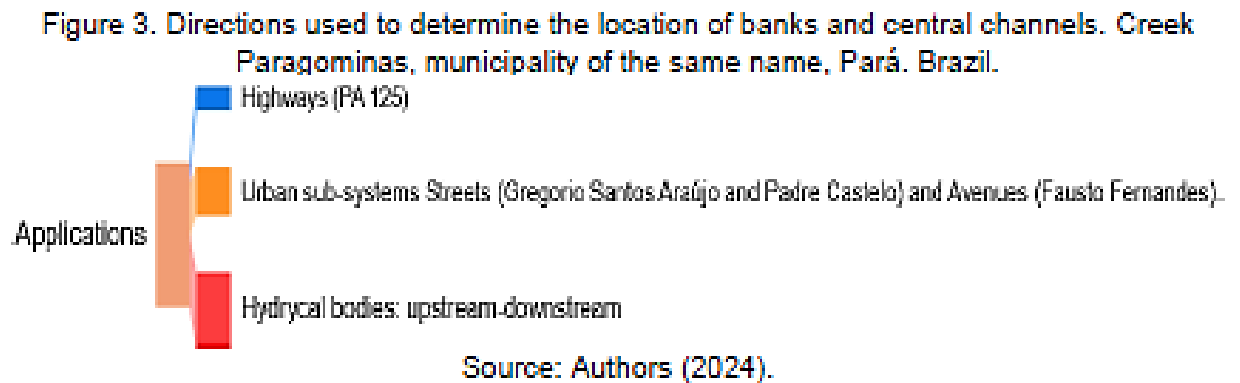 Figure 3. Directions used to determine the location of banks and central channels. Creek
Paragominas, municipality of the same name, Pará. Brazil.
Highways (PA 125)
Urban sub-systems Streets (Gregorio Santos Araújo and Padre Castelo) and Avenues (Fausto Fernandes).
Applications
Hydrycal bodies: upstream-downstream
Source: Authors (2024).